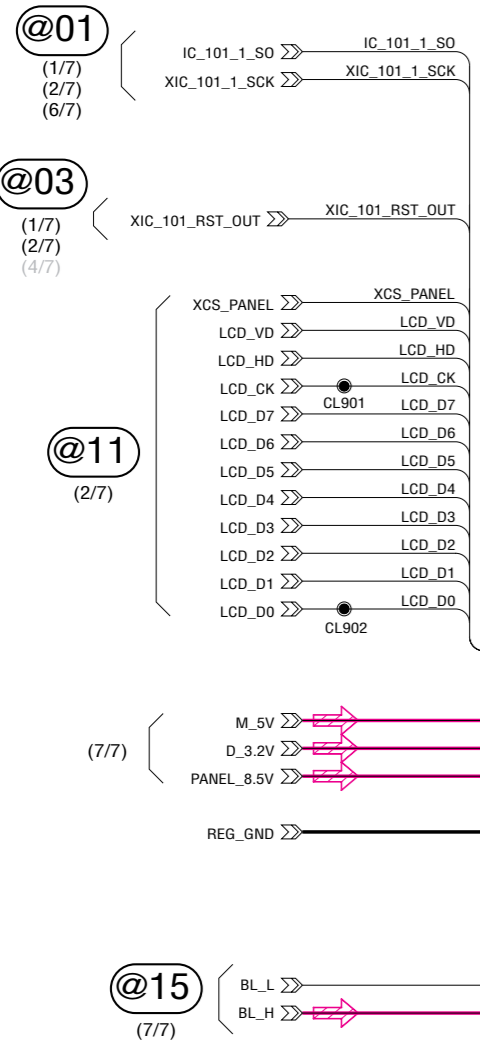 @01
(1/7)
(2/7)
(6/7)
IC_101_1_SO IC_101_1_SO
XIC_101_1_SCK XIC_101_1_SCK
@03
(1/7)
(2/7)
(4/7)
XIC_101_RST_OUT XIC_101_RST_OUT
@11
(2/7)
XCS_PANEL XCS_PANEL
LCD_VD LCD_VD
LCD_HD LCD_HD
LCD_CK CL901 LCD_CK
LCD_D7 LCD_D7
LCD_D6 LCD_D6
LCD_D5 LCD_D5
LCD_D4 LCD_D4
LCD_D3 LCD_D3
LCD_D2 LCD_D2
LCD_D1 LCD_D1
LCD_D0 CL902 LCD_D0
(7/7)
M_5V
D_3.2V
PANEL_8.5V
REG_GND
@15
(7/7)
BL_L
BL_H